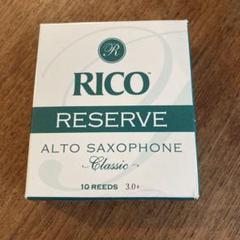 R
RICO
RESERVE
ALTO SAXOPHONE
Classic
10 REEDS 3.0+